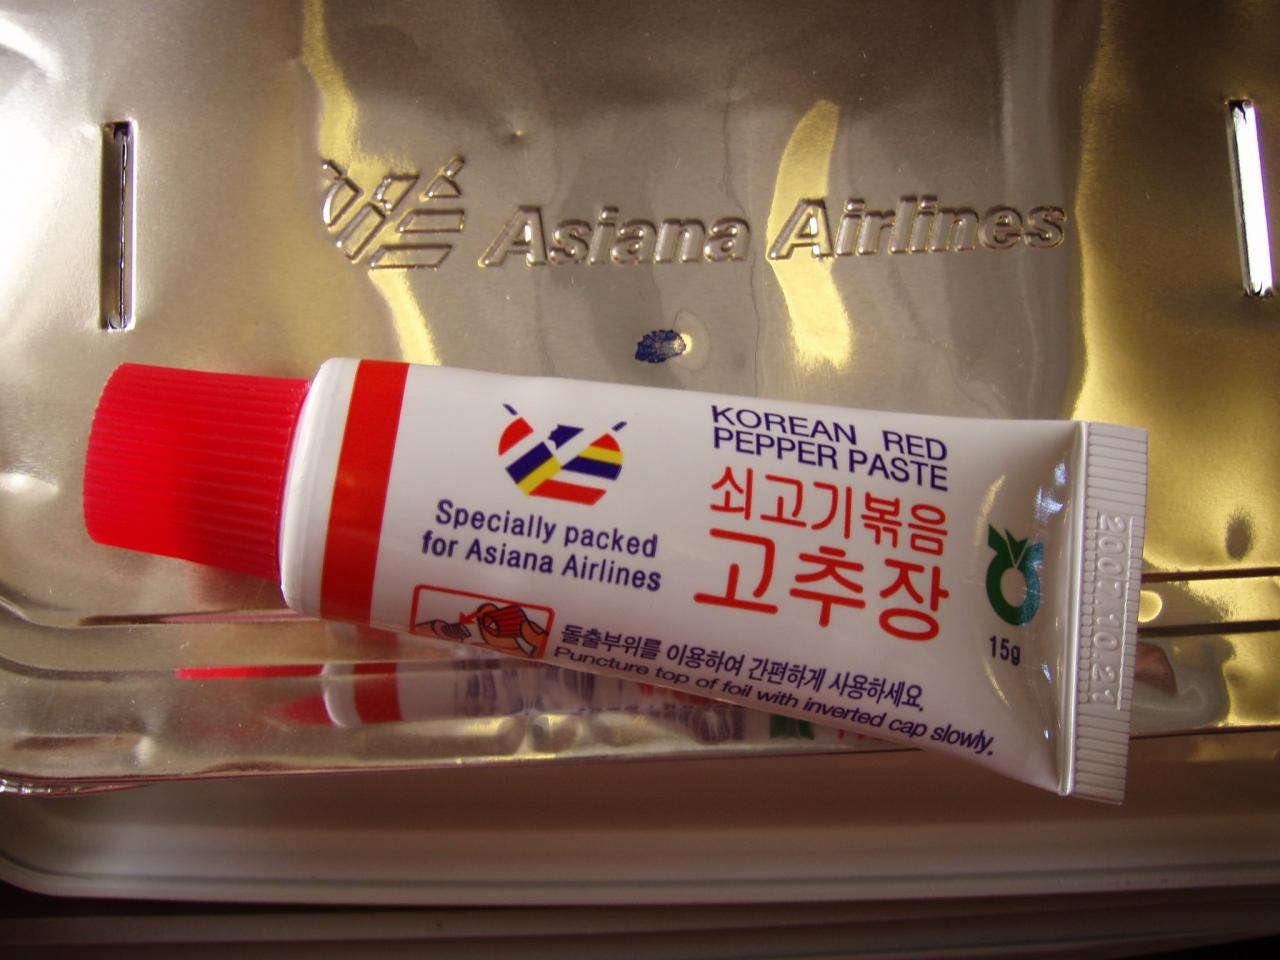 Asiana Airlines
KOREAN RED
PEPPER PASTE
쇠고기볶음
고추장
Specially packed
for Asiana Airlines
15g
돌출부위를 이용하여 간편하게 사용하세요.
Puncture top of foil with inverted cap slowly.
2007.10.21